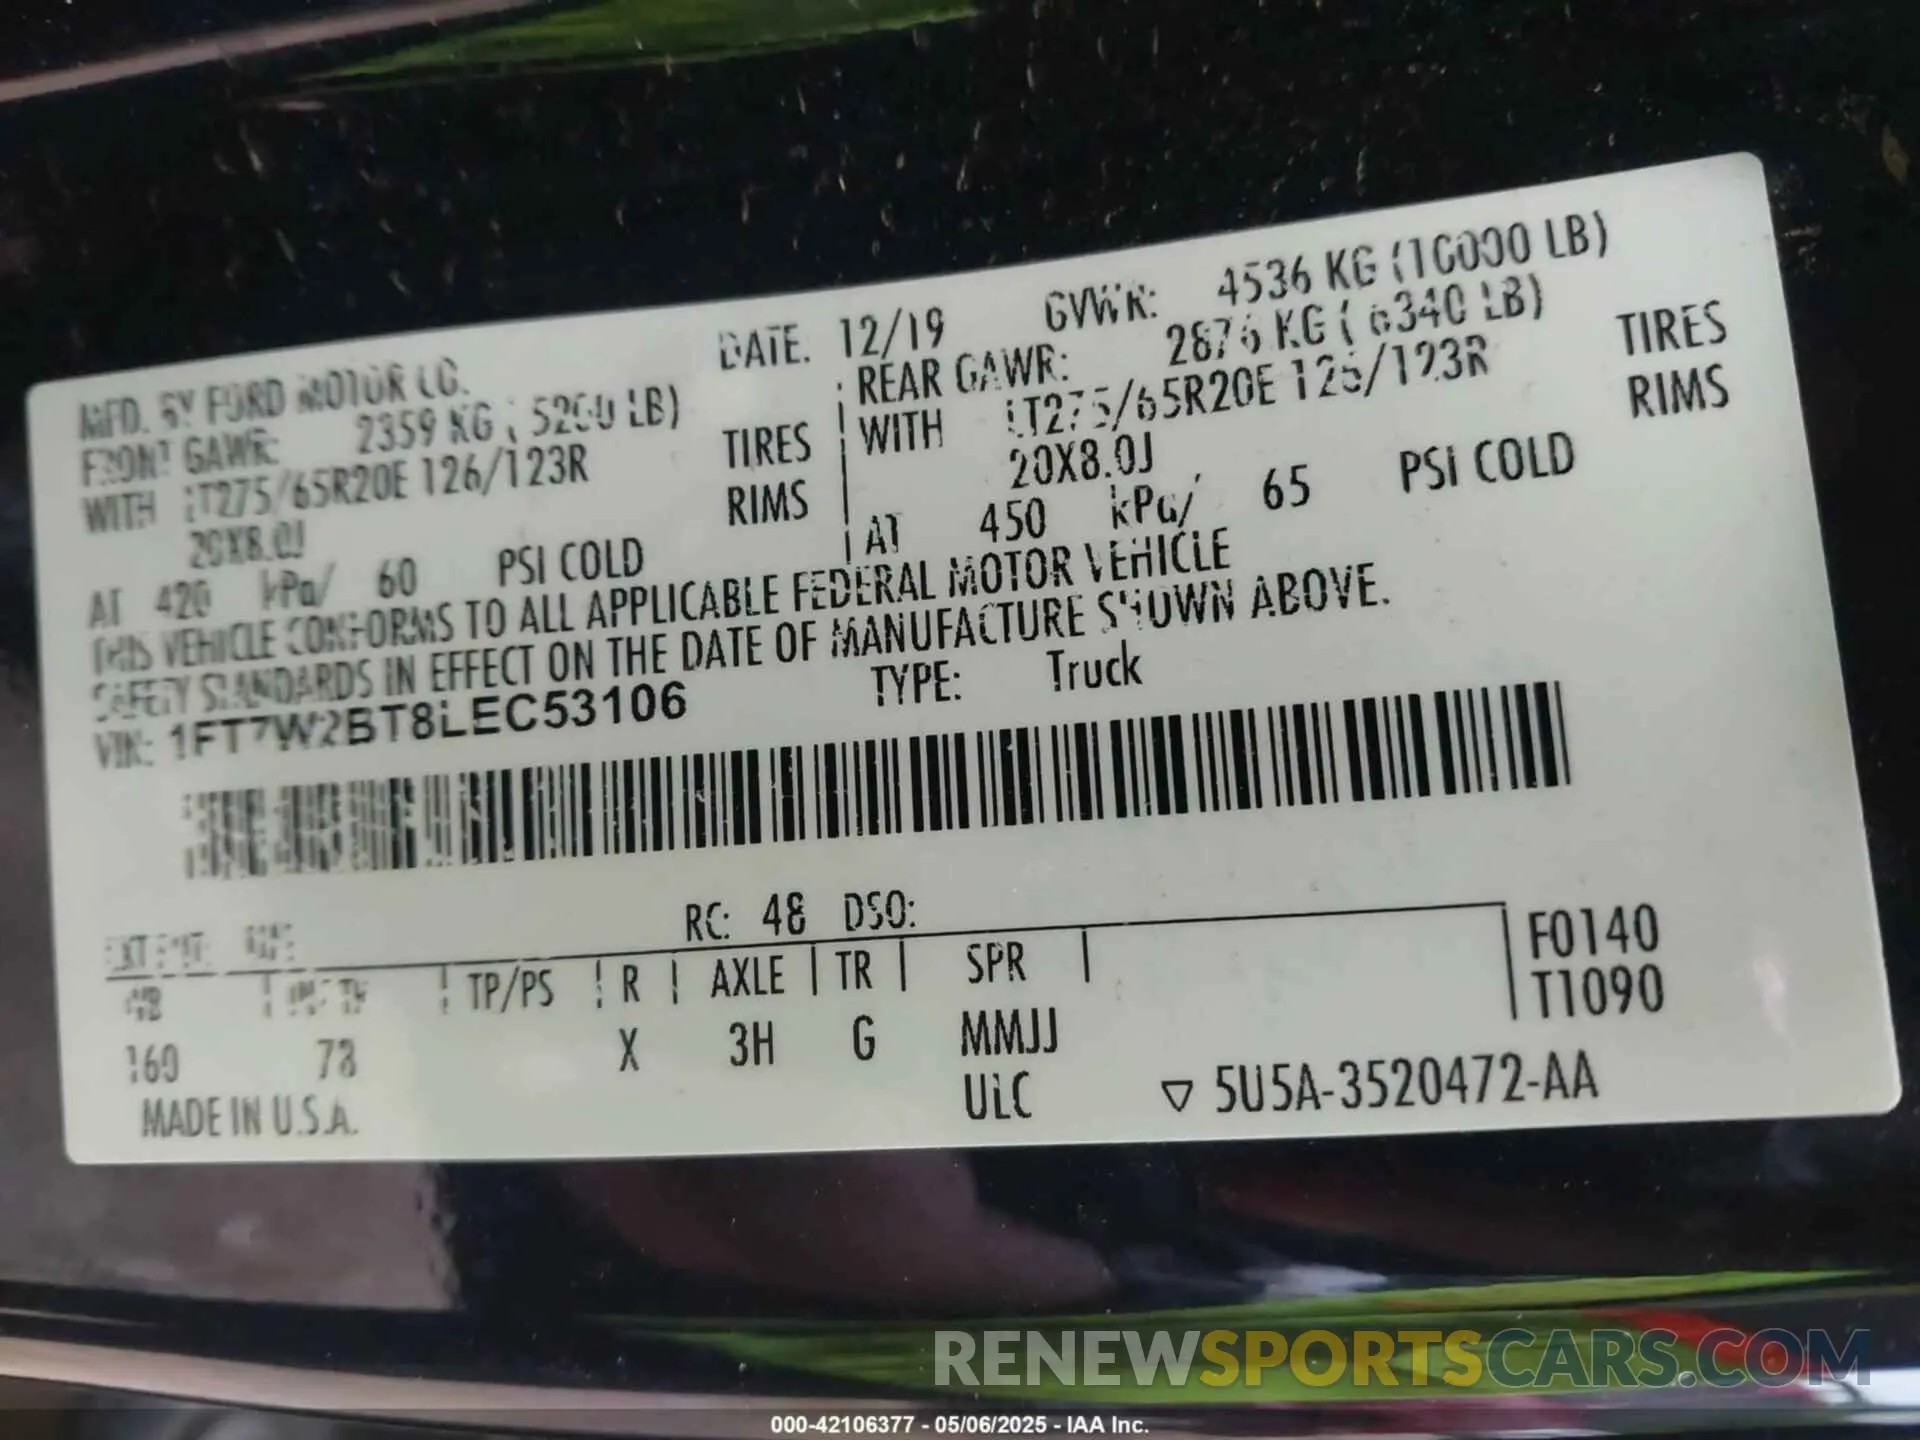 MFD. BY FORD MOTOR CO.
DATE. 12/19
GVWR: 4536 KG (10000 LB)
FRONT GAWR: 2359 KG ( 5200 LB)
REAR GAWR: 2876 KG ( 6340 LB)
WITH LT275/65R20E 126/123R TIRES
WITH LT275/65R20E 126/123R TIRES
20X8.0J RIMS
20X8.0J RIMS
AT 420 kPa/ 60 PSI COLD
AT 450 kPa/ 65 PSI COLD
THIS VEHICLE CONFORMS TO ALL APPLICABLE FEDERAL MOTOR VEHICLE
SAFETY STANDARDS IN EFFECT ON THE DATE OF MANUFACTURE SHOWN ABOVE.
VIN: 1FT7W2BT8LEC53106
TYPE: Truck
RC: 48 DSO:
WB TP/PS R AXLE TR SPR
F0140
T1090
160 78 X 3H G MMJJ
MADE IN U.S.A.
ULC ▽ 5U5A-3520472-AA
RENEWSPORTSCARS.COM
000-42106377 - 05/06/2025 - IAA Inc.